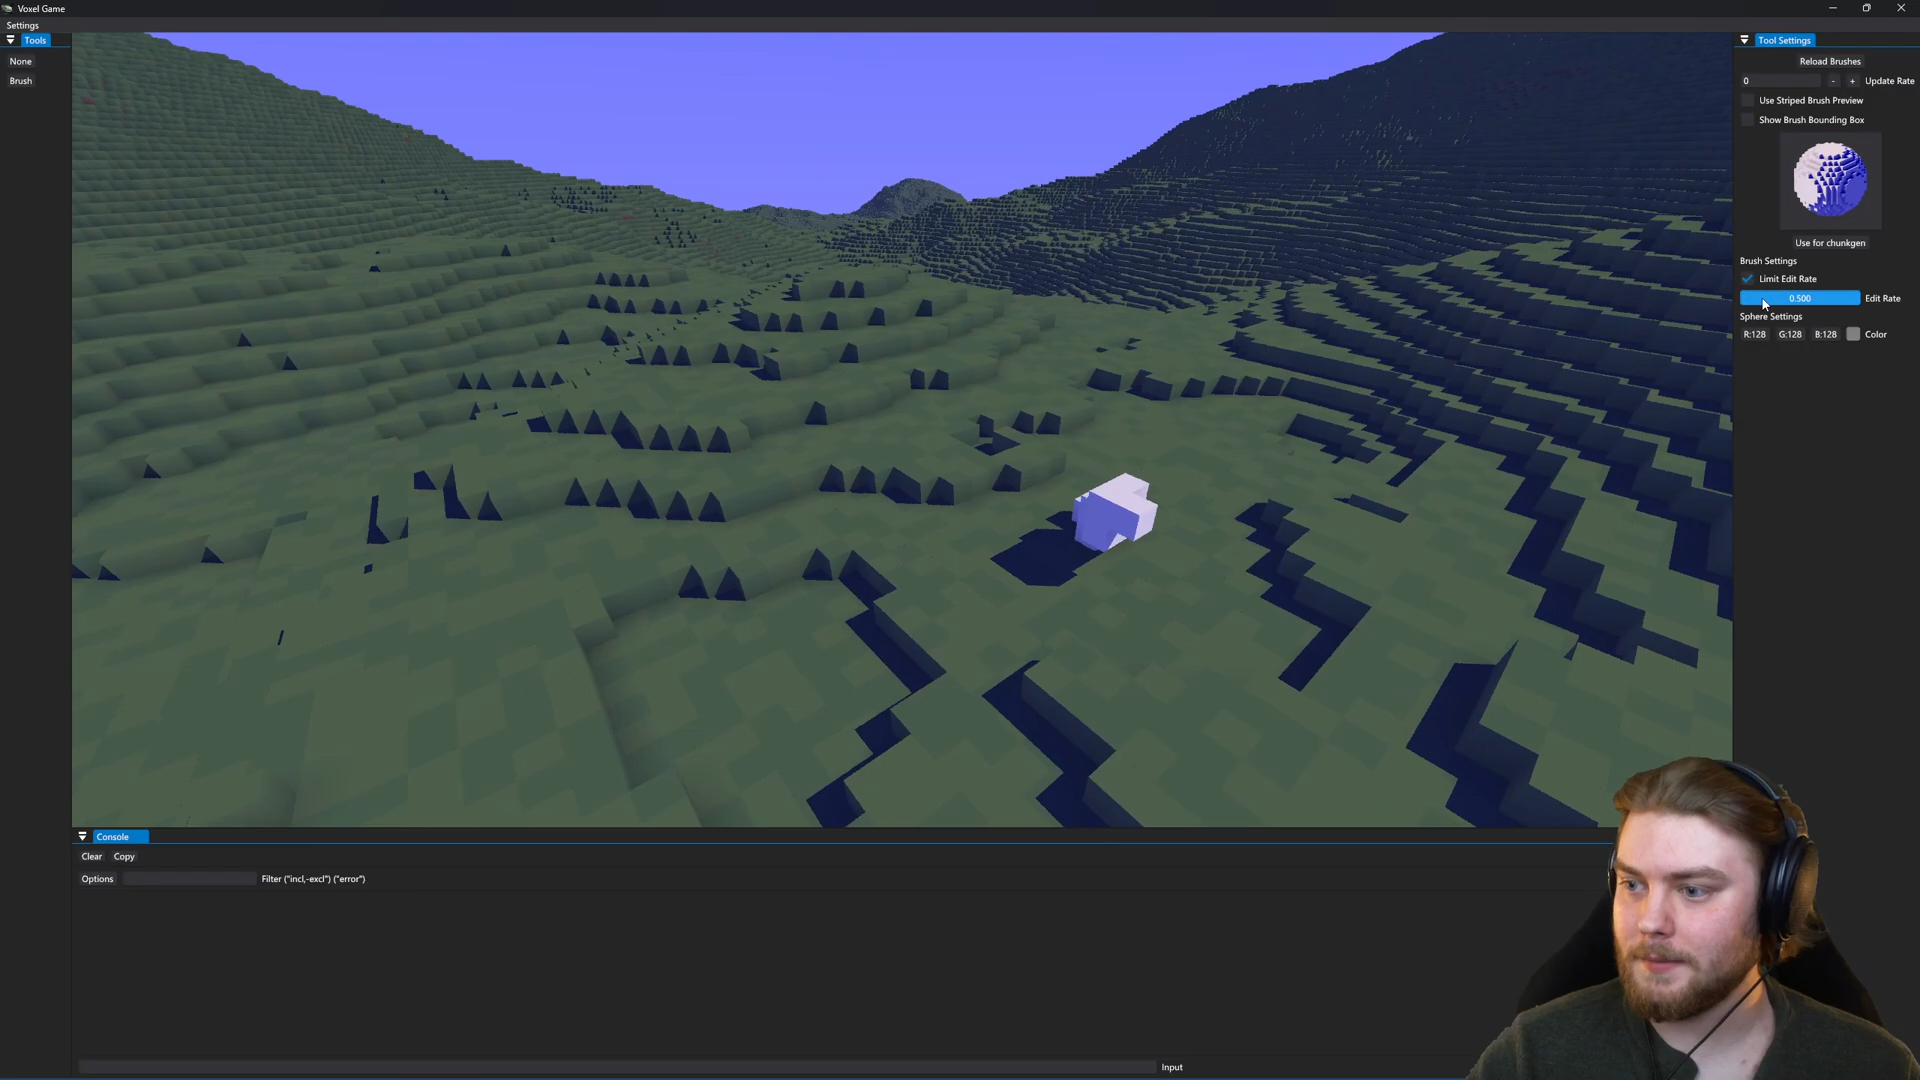 Voxel Game
Settings
Tools
None
Brush
Tool Settings
Reload Brushes
0 - + Update Rate
Use Striped Brush Preview
Show Brush Bounding Box
Use for chunkgen
Brush Settings
Limit Edit Rate
0.500 Edit Rate
Sphere Settings
R:128 G:128 B:128 Color
Console
Clear Copy
Options Filter ("incl,-excl") ("error")
Input